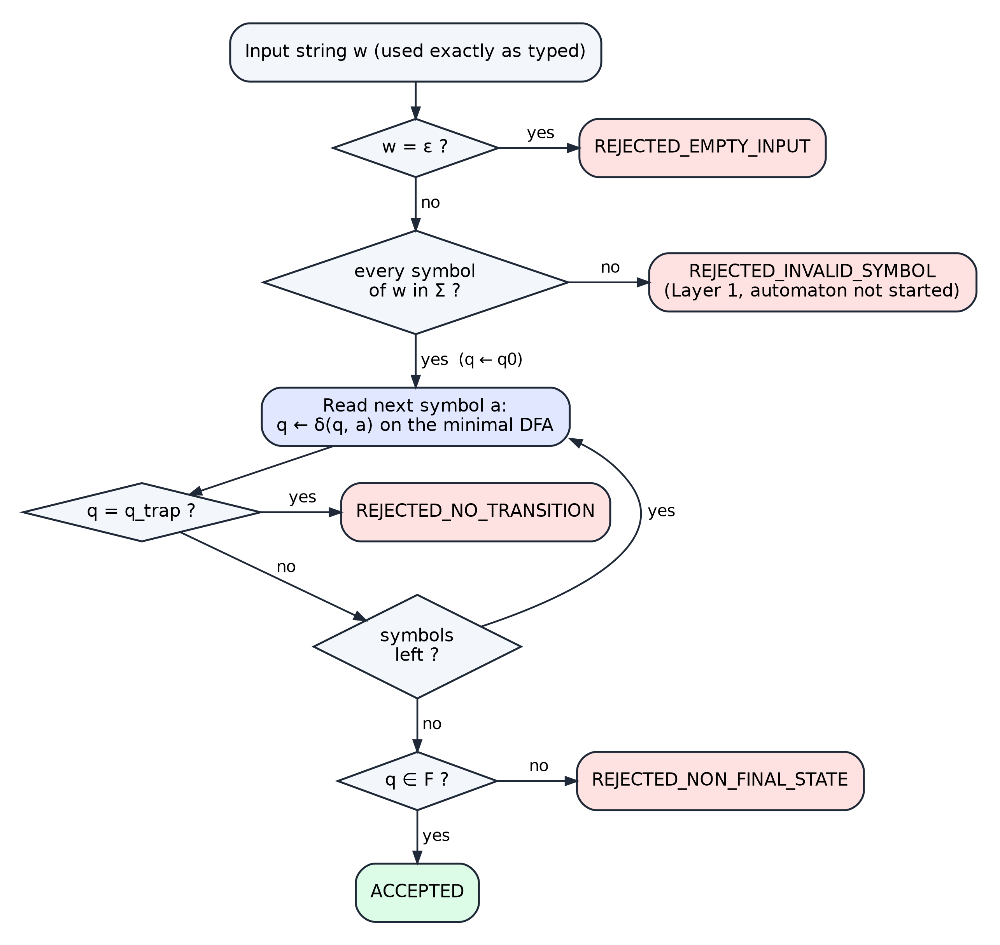 Input string w (used exactly as typed)
w = ε ?
yes
REJECTED_EMPTY_INPUT
no
every symbol
of w in Σ ?
no
REJECTED_INVALID_SYMBOL
(Layer 1, automaton not started)
yes  (q ← q0)
Read next symbol a:
q ← δ(q, a) on the minimal DFA
q = q_trap ?
yes
REJECTED_NO_TRANSITION
yes
no
symbols
left ?
no
q ∈ F ?
no
REJECTED_NON_FINAL_STATE
yes
ACCEPTED